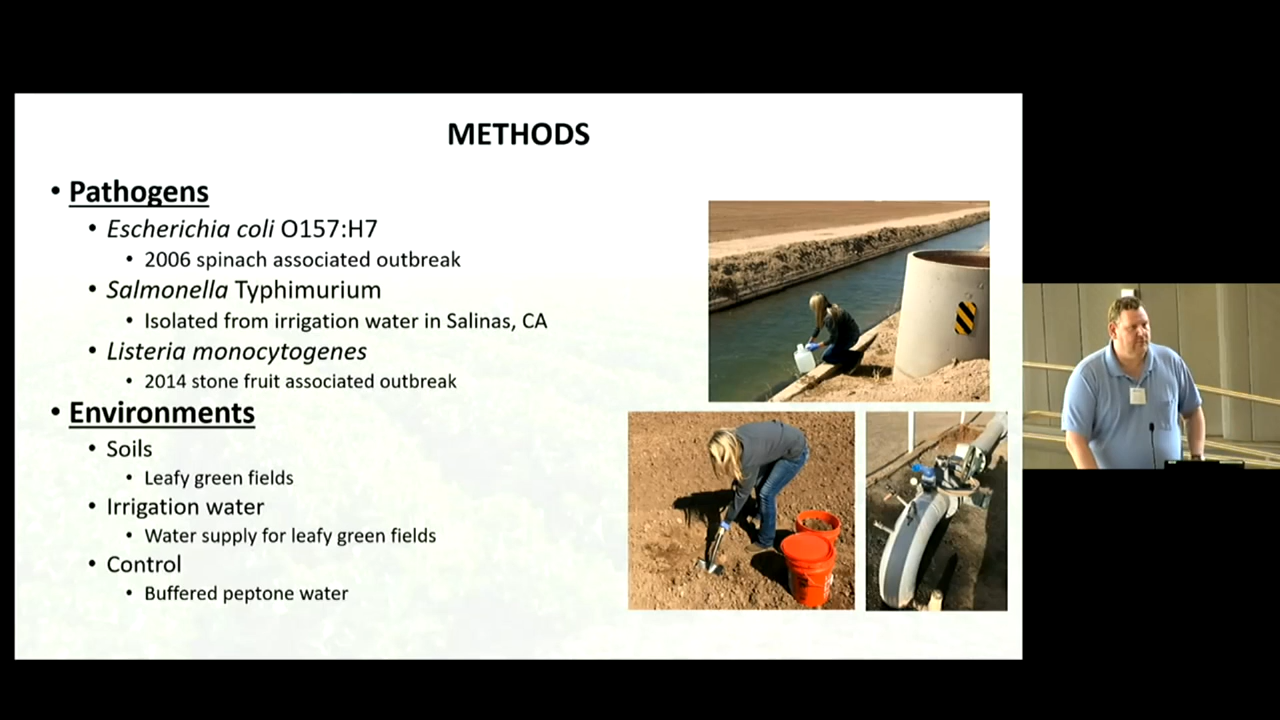 METHODS
• Pathogens
• Escherichia coli O157:H7
• 2006 spinach associated outbreak
• Salmonella Typhimurium
• Isolated from irrigation water in Salinas, CA
• Listeria monocytogenes
• 2014 stone fruit associated outbreak
• Environments
• Soils
• Leafy green fields
• Irrigation water
• Water supply for leafy green fields
• Control
• Buffered peptone water